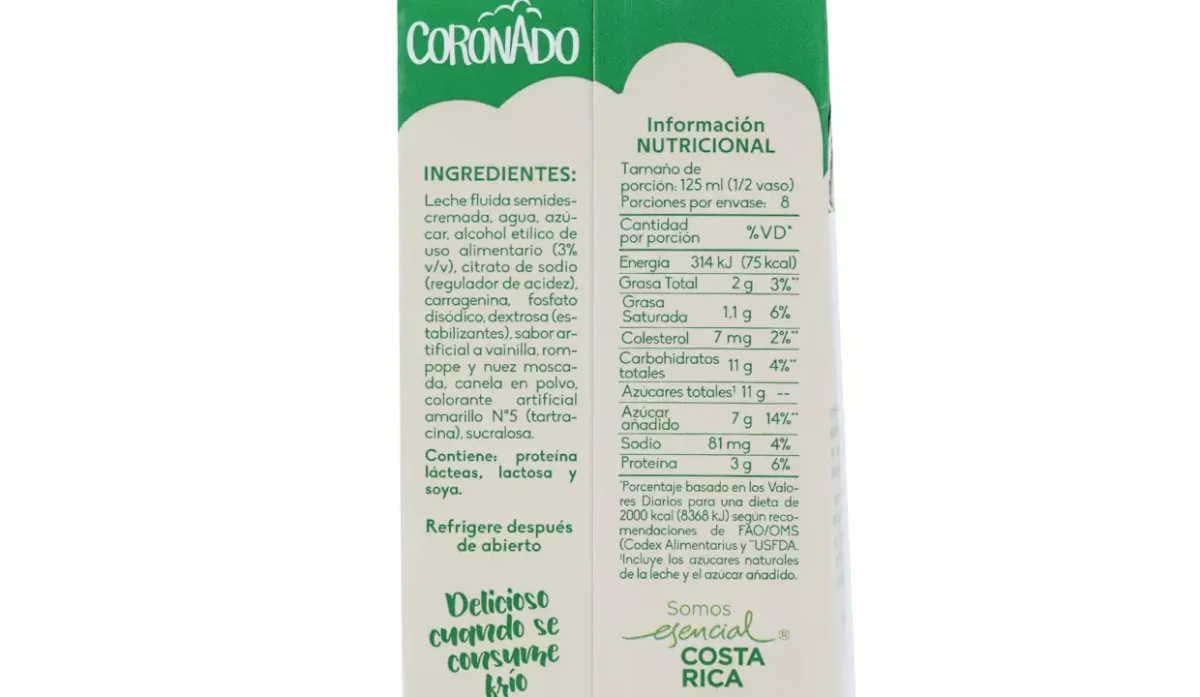 CORONADO
INGREDIENTES:
Leche fluida semides-
cremada, agua, azú-
car, alcohol etílico de
uso alimentario (3%
v/v), citrato de sodio
(regulador de acidez),
carragenina, fosfato
disódico, dextrosa (es-
tabilizantes), sabor ar-
tificial a vainilla, rom-
pope y nuez mosca-
da, canela en polvo,
colorante artificial
amarillo N°5 (tartra-
cina), sucralosa.
Contiene: proteína
lácteas, lactosa y
soya.
Refrigere después
de abierto
Delicioso
cuando se
consume
frío
Información
NUTRICIONAL
Tamaño de
porción: 125 ml (1/2 vaso)
Porciones por envase: 8
Cantidad
por porción %VD*
Energía 314 kJ (75 kcal)
Grasa Total 2 g 3%**
Grasa
Saturada 1,1 g 6%
Colesterol 7 mg 2%**
Carbohidratos
totales 11 g 4%**
Azúcares totales¹ 11 g --
Azúcar
añadido 7 g 14%**
Sodio 81 mg 4%
Proteína 3 g 6%
*Porcentaje basado en los Valo-
res Diarios para una dieta de
2000 kcal (8368 kJ) según reco-
mendaciones de FAO/OMS
(Codex Alimentarius y **USFDA.
¹Incluye los azúcares naturales
de la leche y el azúcar añadido.
Somos
esencial ®
COSTA
RICA